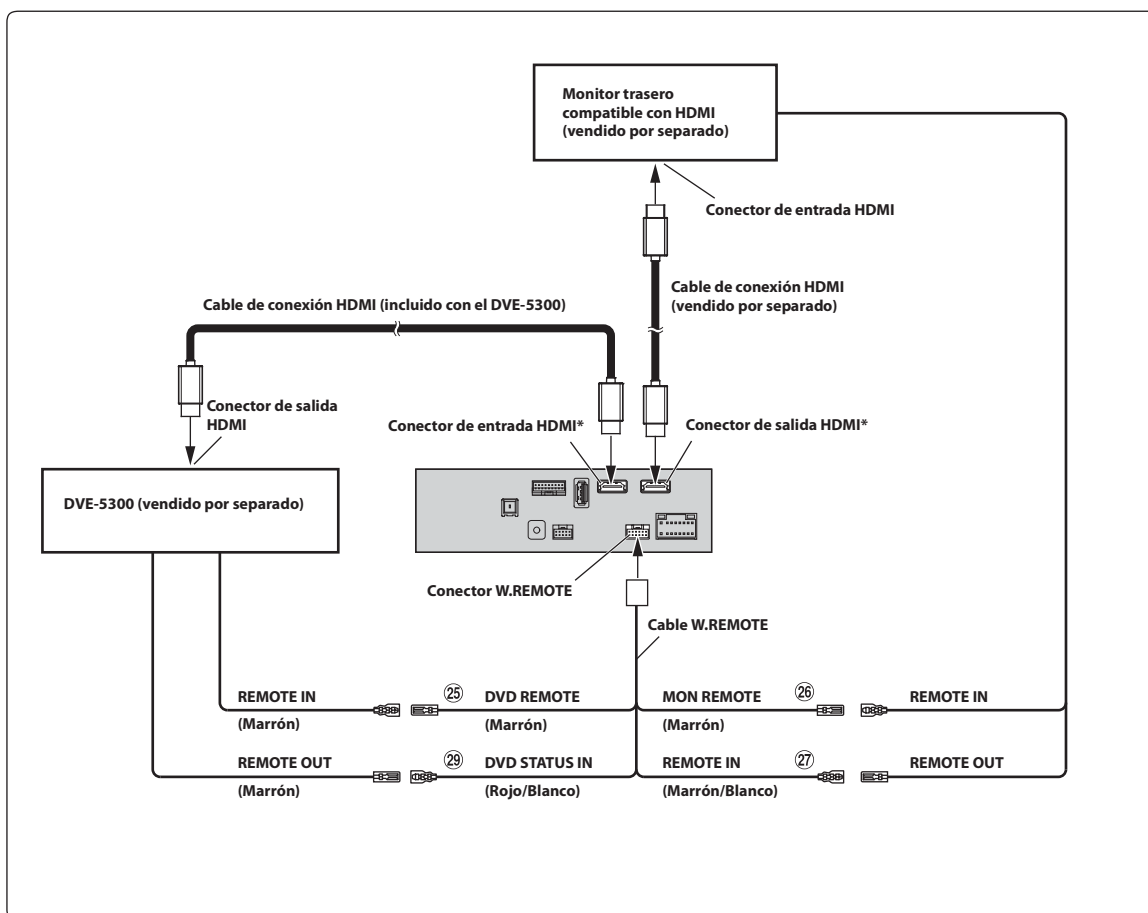 Monitor trasero
compatible con HDMI
(vendido por separado)
Conector de entrada HDMI
Cable de conexión HDMI
(vendido por separado)
Cable de conexión HDMI (incluido con el DVE-5300)
Conector de salida
HDMI
Conector de entrada HDMI*
Conector de salida HDMI*
DVE-5300 (vendido por separado)
Conector W.REMOTE
Cable W.REMOTE
REMOTE IN
(Marrón)
25
DVD REMOTE
(Marrón)
MON REMOTE
(Marrón)
26
REMOTE IN
REMOTE OUT
(Marrón)
29
DVD STATUS IN
(Rojo/Blanco)
REMOTE IN
(Marrón/Blanco)
27
REMOTE OUT